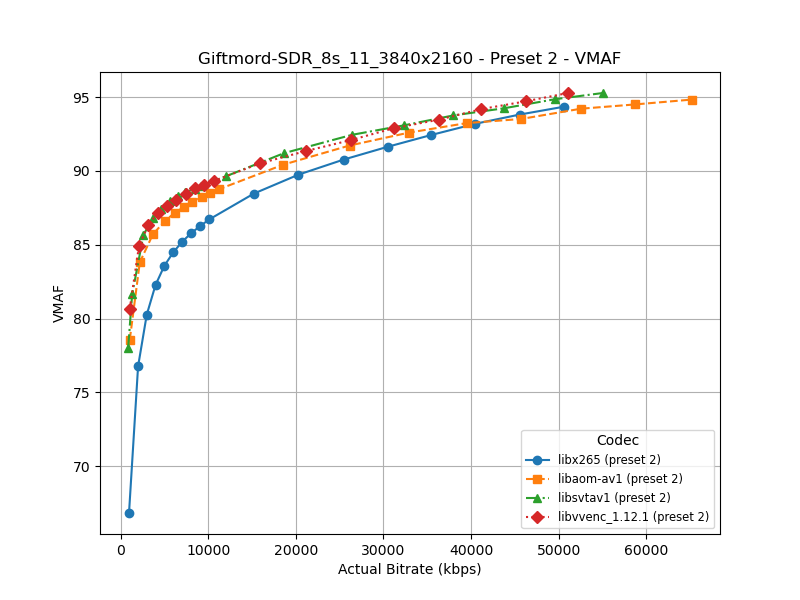 Giftmord-SDR_8s_11_3840x2160 - Preset 2 - VMAF
VMAF
95
90
85
80
75
70
0
10000
20000
30000
40000
50000
60000
Actual Bitrate (kbps)
Codec
libx265 (preset 2)
libaom-av1 (preset 2)
libsvtav1 (preset 2)
libvvenc_1.12.1 (preset 2)